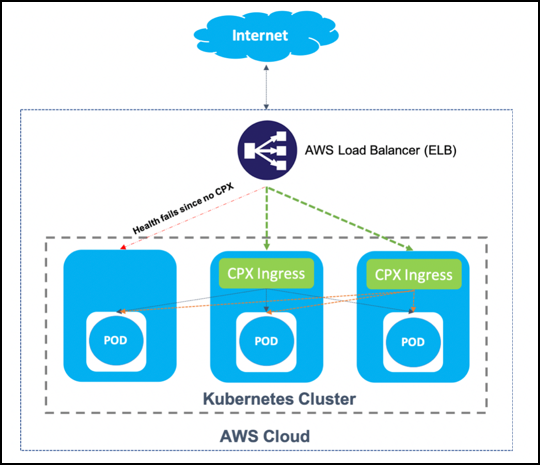 Internet
AWS Load Balancer (ELB)
Health fails since no CPX
CPX Ingress
CPX Ingress
POD
POD
POD
Kubernetes Cluster
AWS Cloud